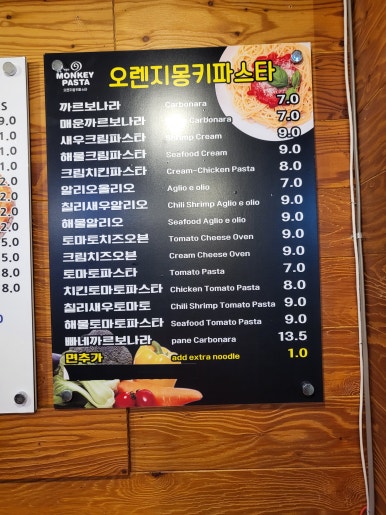 MONKEY
PASTA
오렌지몽키파스타
까르보나라 Carbonara 7.0
매운까르보나라 Carbonara 7.0
새우크림파스타 Shrimp Cream 9.0
해물크림파스타 Seafood Cream 9.0
크림치킨파스타 Cream-Chicken Pasta 8.0
알리오올리오 Aglio e olio 7.0
칠리새우알리오 Chili Shrimp Aglio e olio 9.0
해물알리오 Seafood Aglio e olio 9.0
토마토치즈오븐 Tomato Cheese Oven 9.0
크림치즈오븐 Cream Cheese Oven 9.0
토마토파스타 Tomato Pasta 7.0
치킨토마토파스타 Chicken Tomato Pasta 8.0
칠리새우토마토 Chili Shrimp Tomato Pasta 9.0
해물토마토파스타 Seafood Tomato Pasta 9.0
빠네까르보나라 pane Carbonara 13.5
면추가 add extra noodle 1.0